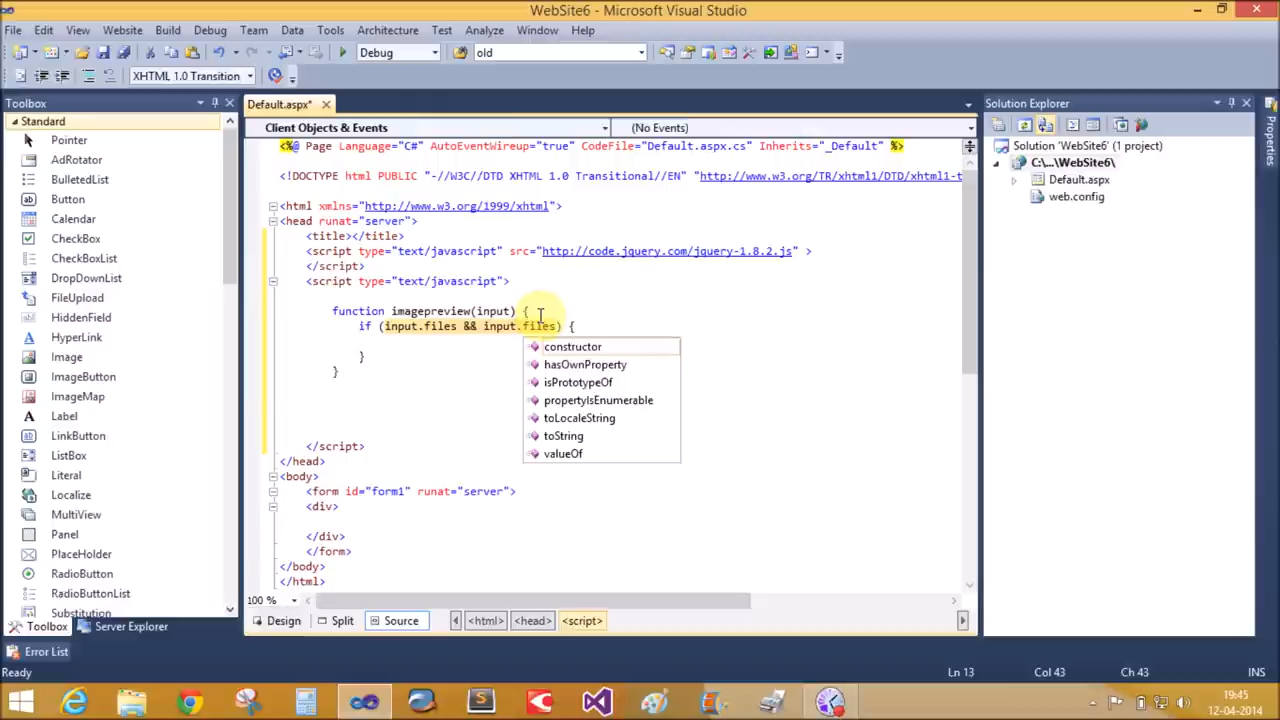 WebSite6 - Microsoft Visual Studio
File Edit View Website Build Debug Team Data Tools Architecture Test Analyze Window Help
Debug old
XHTML 1.0 Transition
Toolbox
Standard
Pointer
AdRotator
BulletedList
Button
Calendar
CheckBox
CheckBoxList
DropDownList
FileUpload
HiddenField
HyperLink
Image
ImageButton
ImageMap
Label
LinkButton
ListBox
Literal
Localize
MultiView
Panel
PlaceHolder
RadioButton
RadioButtonList
Substitution
Toolbox Server Explorer
Default.aspx*
Client Objects & Events (No Events)
<%@ Page Language="C#" AutoEventWireup="true" CodeFile="Default.aspx.cs" Inherits="_Default" %>
<!DOCTYPE html PUBLIC "-//W3C//DTD XHTML 1.0 Transitional//EN" "http://www.w3.org/TR/xhtml1/DTD/xhtml1-t
<html xmlns="http://www.w3.org/1999/xhtml">
<head runat="server">
<title></title>
<script type="text/javascript" src="http://code.jquery.com/jquery-1.8.2.js" >
</script>
<script type="text/javascript">
function imagepreview(input) {
if (input.files && input.files) {
}
}
constructor
hasOwnProperty
isPrototypeOf
propertyIsEnumerable
toLocaleString
toString
valueOf
</script>
</head>
<body>
<form id="form1" runat="server">
<div>
</div>
</form>
</body>
</html>
100 %
Design Split Source <html> <head> <script>
Solution Explorer
Solution 'WebSite6' (1 project)
C:\...\WebSite6\
Default.aspx
web.config
Properties
Error List
Ready Ln 13 Col 43 Ch 43 INS
19:45
12-04-2014